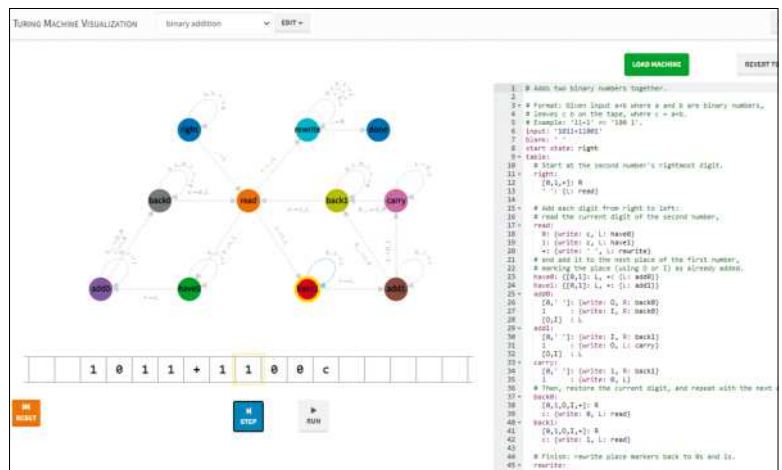 TURING MACHINE VISUALIZATION
binary addition
EDIT
right
rewrite
done
back0
read
back1
carry
add0
have0
have1
add1
1 0 1 1 + 1 1 0 0 c
RESET
STEP
RUN
LOAD MACHINE
REVERT TO
1 # Adds two binary numbers together.
2
3 # Format: Given input a+b where a and b are binary numbers,
4 # leaves c b on the tape, where c = a+b.
5 # Example: '11+1' => '100 1'.
6 input: '1011+11001'
7 blank: ' '
8 start state: right
9 table:
10 # Start at the second number's rightmost digit.
11 right:
12 [0,1,+]: R
13 ' ': {L: read}
14
15 # Add each digit from right to left:
16 # read the current digit of the second number,
17 read:
18 0: {write: c, L: have0}
19 1: {write: c, L: have1}
20 +: {write: ' ', L: rewrite}
21 # and add it to the next place of the first number,
22 # marking the place (using O or I) as already added.
23 have0: {[0,1]: L, +: {L: add0}}
24 have1: {[0,1]: L, +: {L: add1}}
25 add0:
26 [0,' ']: {write: O, R: back0}
27 1 : {write: I, R: back0}
28 [O,I] : L
29 add1:
30 [0,' ']: {write: I, R: back1}
31 1 : {write: O, L: carry}
32 [O,I] : L
33 carry:
34 [0,' ']: {write: 1, R: back1}
35 1 : {write: 0, L}
36 # Then, restore the current digit, and repeat with the next
37 back0:
38 [0,1,O,I,+]: R
39 c: {write: 0, L: read}
40 back1:
41 [0,1,O,I,+]: R
42 c: {write: 1, L: read}
43
44 # Finish: rewrite place markers back to 0s and 1s.
45 rewrite: